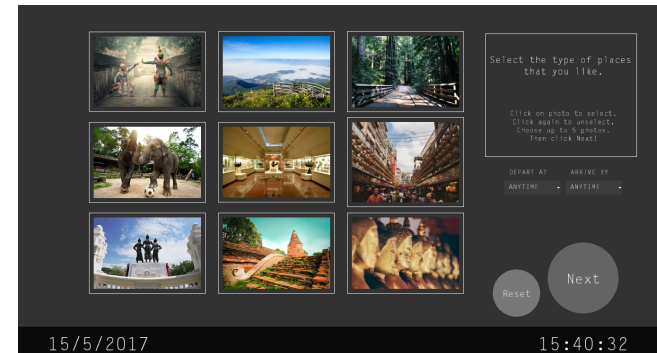 Select the type of places
that you like.
Click on photo to select.
Click again to unselect.
Choose up to 5 photos.
Then click Next!
DEPART AT ARRIVE BY
ANYTIME ANYTIME
Next
Reset
15/5/2017 15:40:32